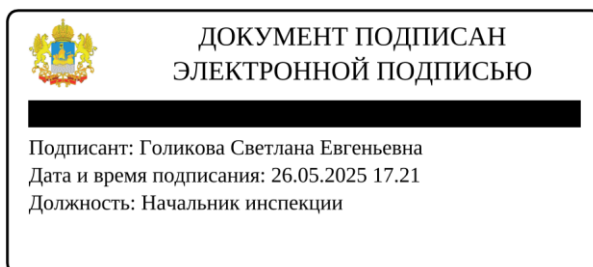 ДОКУМЕНТ ПОДПИСАН
ЭЛЕКТРОННОЙ ПОДПИСЬЮ
Подписант: Голикова Светлана Евгеньевна
Дата и время подписания: 26.05.2025 17.21
Должность: Начальник инспекции